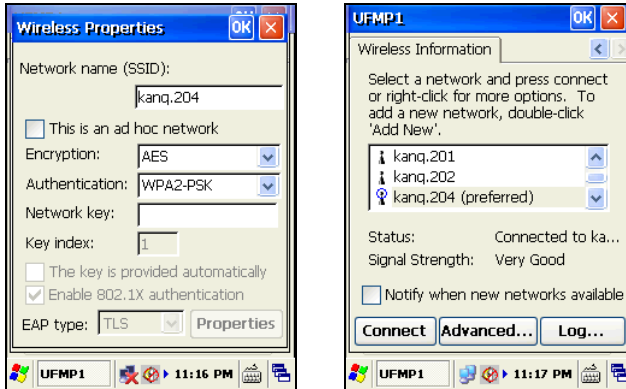 Wireless Properties OK
Network name (SSID):
kanq.204
This is an ad hoc network
Encryption: AES
Authentication: WPA2-PSK
Network key:
Key index: 1
The key is provided automatically
Enable 802.1X authentication
EAP type: TLS Properties
UFMP1 11:16 PM
UFMP1 OK
Wireless Information
Select a network and press connect
or right-click for more options. To
add a new network, double-click
'Add New'.
kanq.201
kanq.202
kanq.204 (preferred)
Status: Connected to ka...
Signal Strength: Very Good
Notify when new networks available
Connect Advanced... Log...
UFMP1 11:17 PM